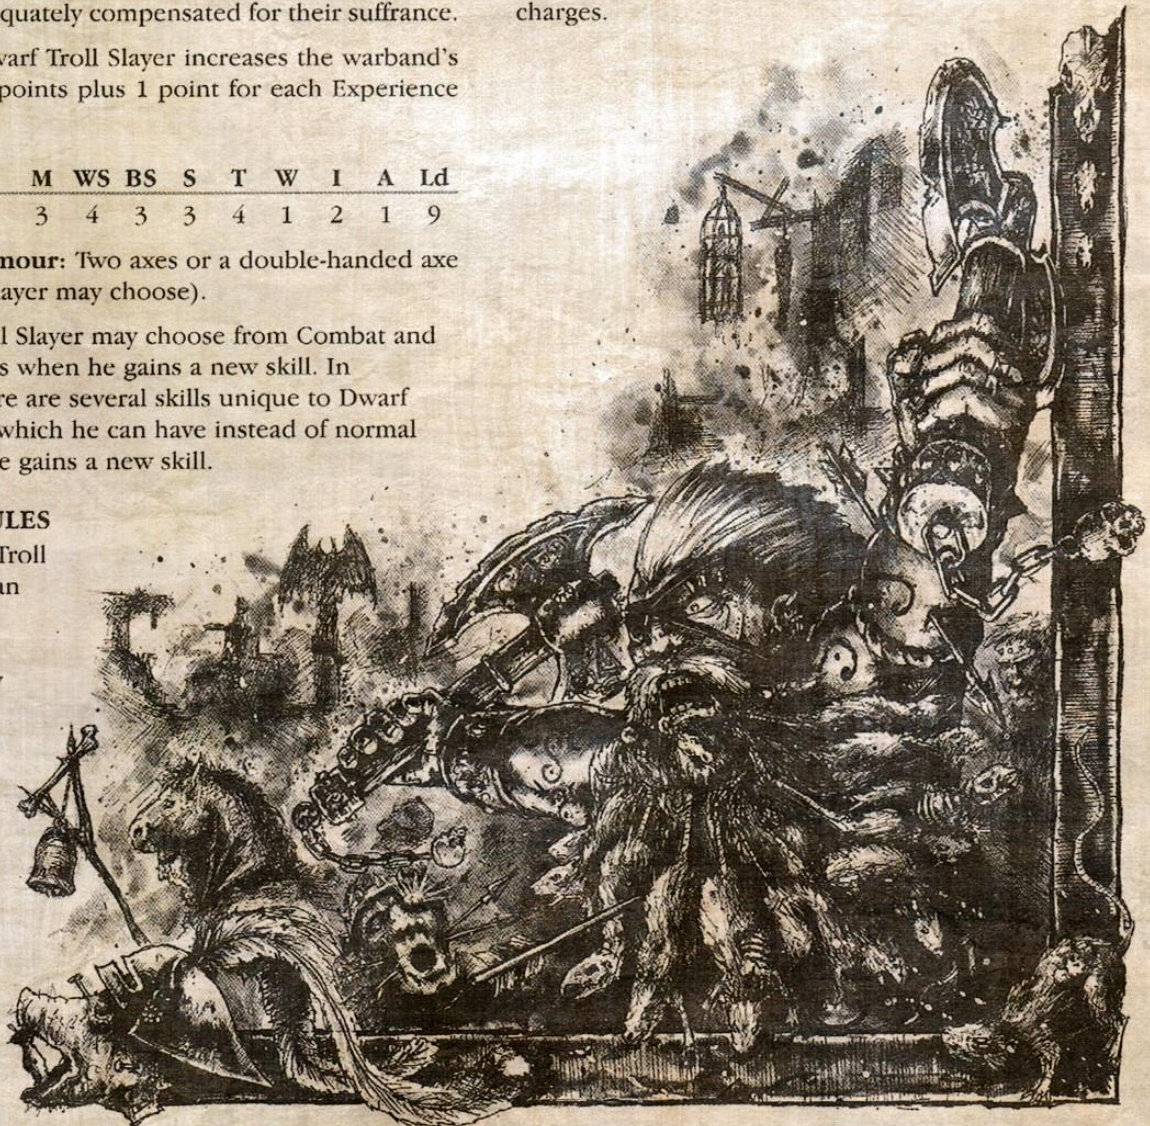 quately compensated for their suffrance.
warf Troll Slayer increases the warband's
points plus 1 point for each Experience
M WS BS S T W I A Ld
3 4 3 3 4 1 2 1 9
mour: Two axes or a double-handed axe
layer may choose).
l Slayer may choose from Combat and
s when he gains a new skill. In
re are several skills unique to Dwarf
which he can have instead of normal
e gains a new skill.
ULES
Troll
an
charges.